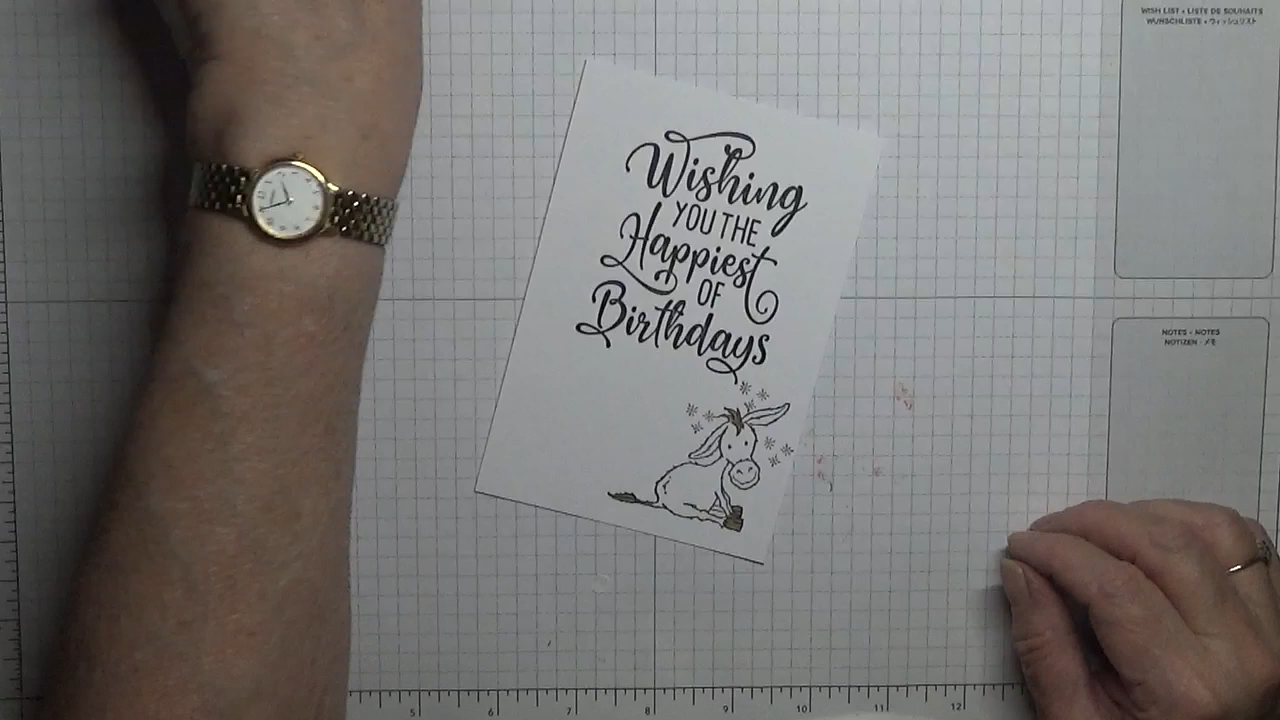 WISH LIST • LISTE DE SOUHAITS
WUNSCHLISTE • ウィッシュリスト
Wishing
YOU THE
Happiest
OF
Birthdays
NOTES • NOTES
NOTIZEN • メモ
5 6 7 8 9 10 11 12